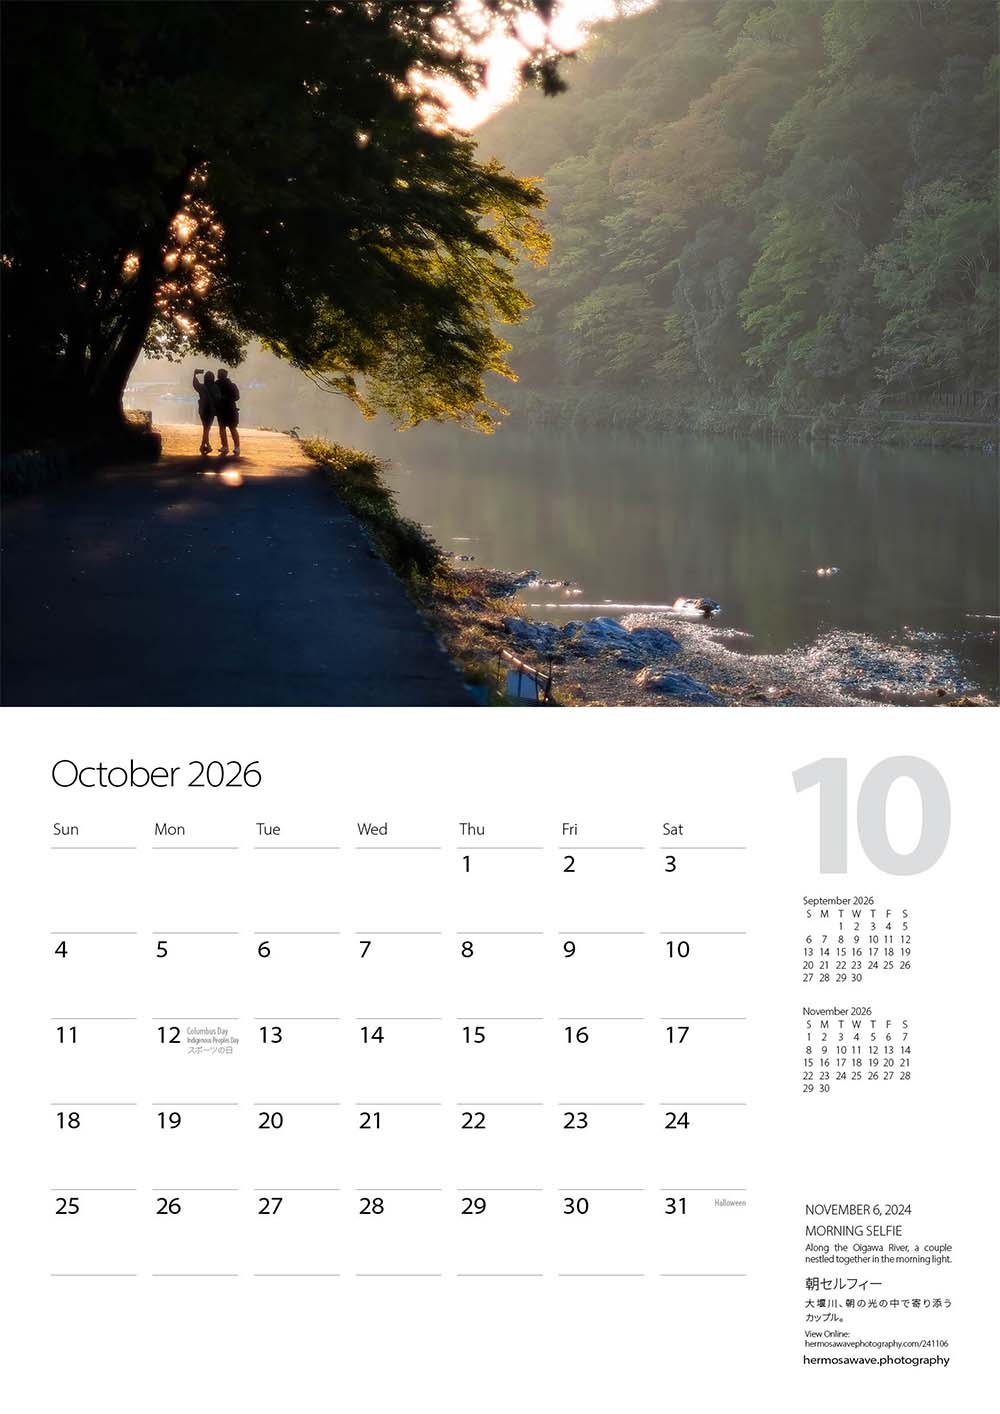 October 2026
10
Sun Mon Tue Wed Thu Fri Sat
1 2 3
4 5 6 7 8 9 10
11 12 Columbus Day
Indigenous Peoples Day
スポーツの日
13 14 15 16 17
18 19 20 21 22 23 24
25 26 27 28 29 30 31 Halloween
September 2026
S M T W T F S
1 2 3 4 5
6 7 8 9 10 11 12
13 14 15 16 17 18 19
20 21 22 23 24 25 26
27 28 29 30
November 2026
S M T W T F S
1 2 3 4 5 6 7
8 9 10 11 12 13 14
15 16 17 18 19 20 21
22 23 24 25 26 27 28
29 30
NOVEMBER 6, 2024
MORNING SELFIE
Along the Oigawa River, a couple
nestled together in the morning light.
朝セルフィー
大堰川、朝の光の中で寄り添う
カップル。
View Online:
hermosawavephotography.com/241106
hermosawave.photography